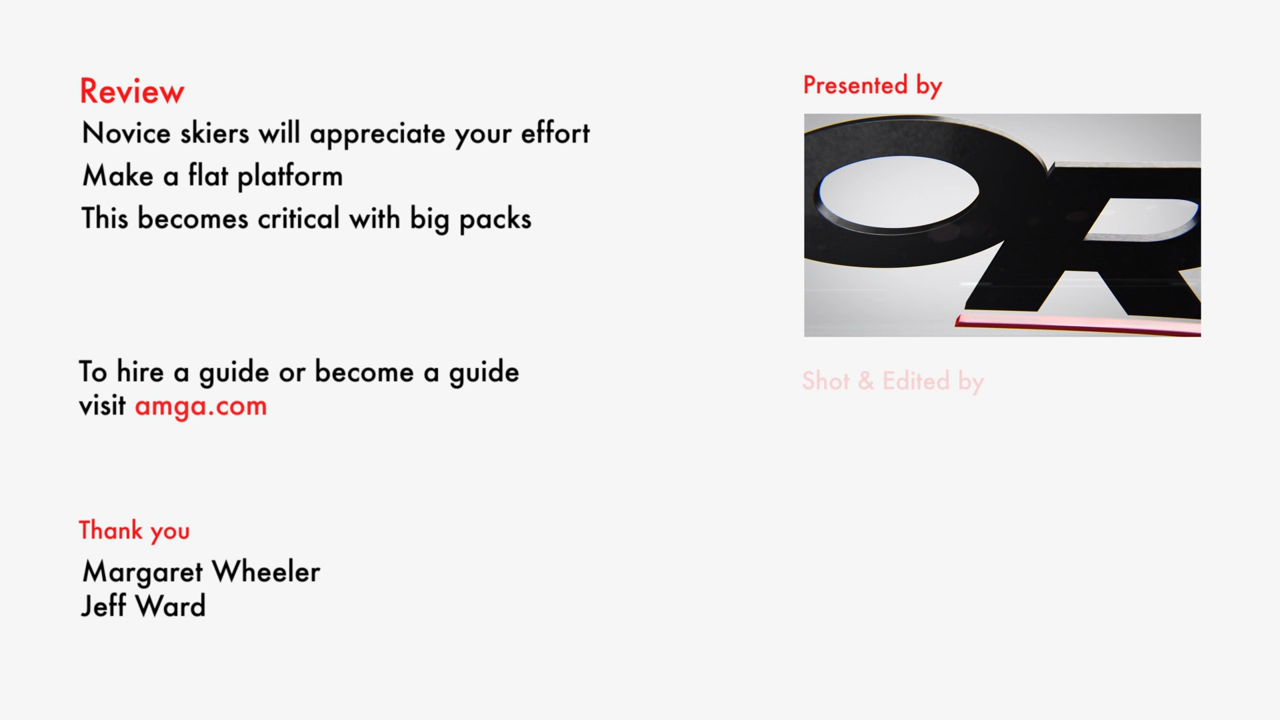 Review
Novice skiers will appreciate your effort
Make a flat platform
This becomes critical with big packs
To hire a guide or become a guide
visit amga.com
Thank you
Margaret Wheeler
Jeff Ward
Presented by
OR
Shot & Edited by